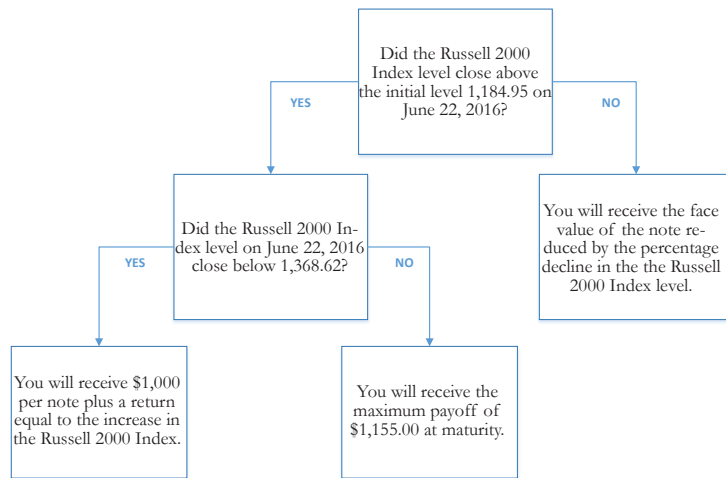 Did the Russell 2000
Index level close above
the initial level 1,184.95 on
June 22, 2016?
YES
NO
Did the Russell 2000 In-
dex level on June 22, 2016
close below 1,368.62?
You will receive the face
value of the note re-
duced by the percentage
decline in the the Russell
2000 Index level.
YES
NO
You will receive $1,000
per note plus a return
equal to the increase in
the Russell 2000 Index.
You will receive the
maximum payoff of
$1,155.00 at maturity.